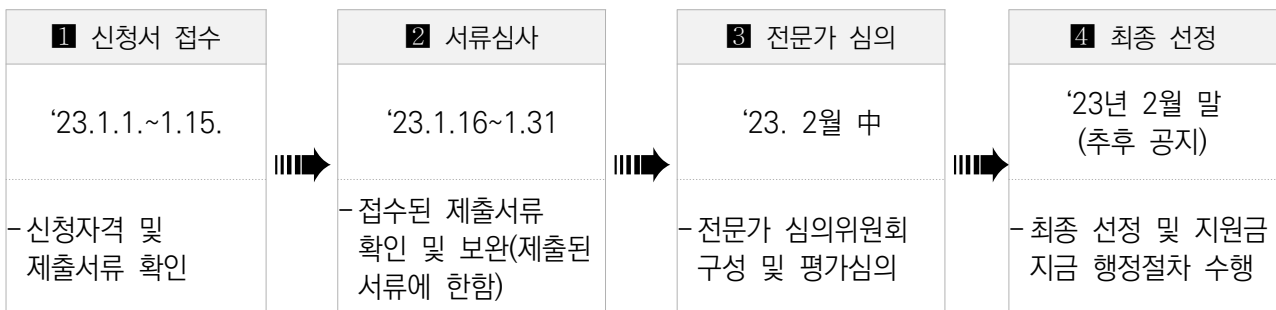 1 신청서 접수
‘23.1.1.~1.15.
- 신청자격 및
제출서류 확인
2 서류심사
‘23.1.16~1.31
- 접수된 제출서류
확인 및 보완(제출된
서류에 한함)
3 전문가 심의
‘23. 2월 中
- 전문가 심의위원회
구성 및 평가심의
4 최종 선정
‘23년 2월 말
(추후 공지)
- 최종 선정 및 지원금
지급 행정절차 수행